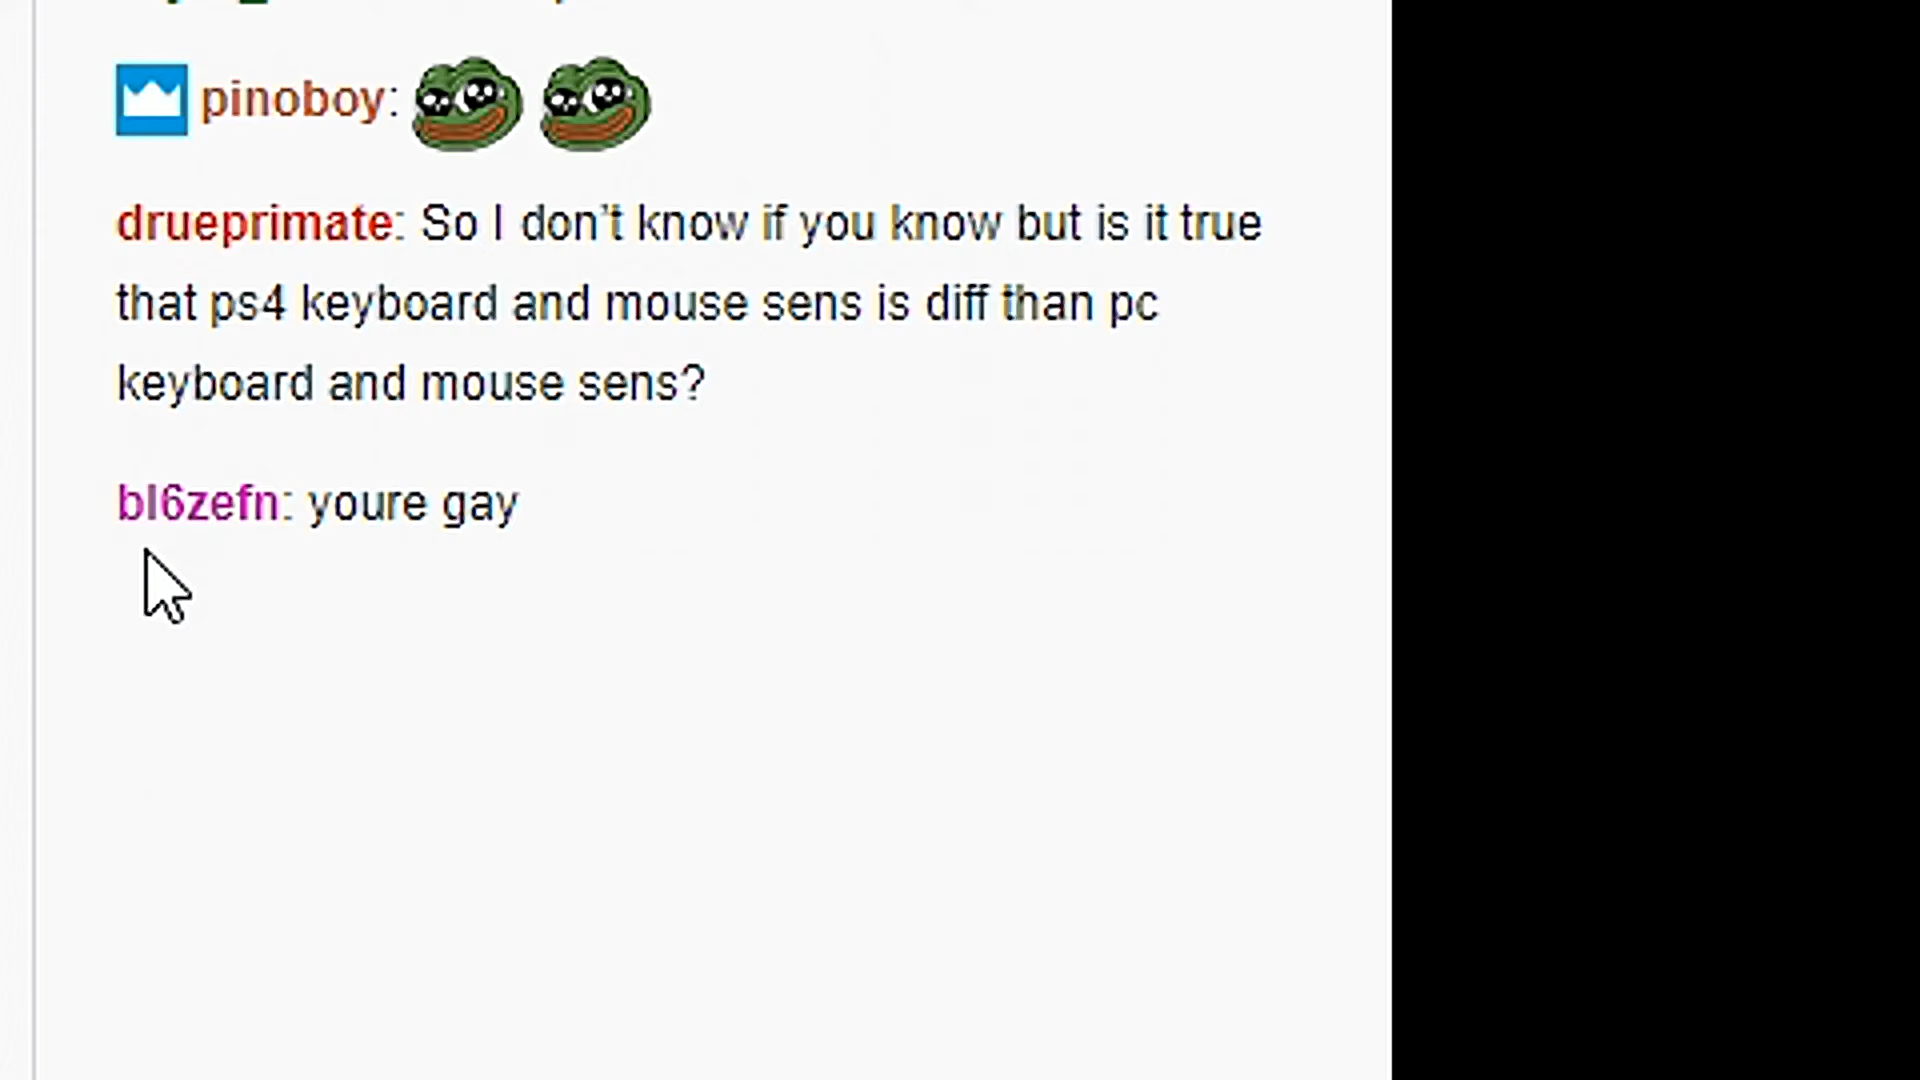 pinoboy:
drueprimate: So I don't know if you know but is it true
that ps4 keyboard and mouse sens is diff than pc
keyboard and mouse sens?
bl6zefn: youre gay